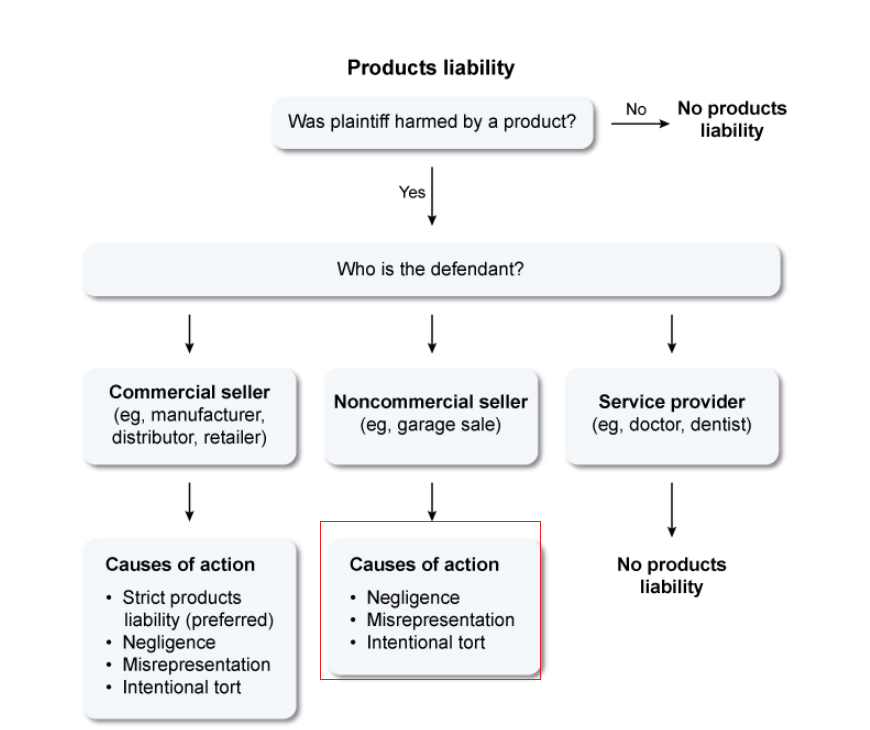 Products liability
Was plaintiff harmed by a product?
No
No products
liability
Yes
Who is the defendant?
Commercial seller
(eg, manufacturer,
distributor, retailer)
Noncommercial seller
(eg, garage sale)
Service provider
(eg, doctor, dentist)
Causes of action
• Strict products
liability (preferred)
• Negligence
• Misrepresentation
• Intentional tort
Causes of action
• Negligence
• Misrepresentation
• Intentional tort
No products
liability